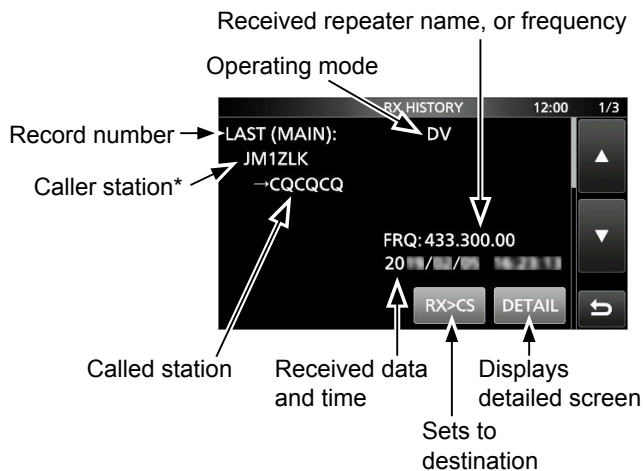 Received repeater name, or frequency
Operating mode
RX HISTORY 12:00 1/3
Record number
LAST (MAIN): DV
JM1ZLK
Caller station*
→CQCQCQ
FRQ: 433.300.00
20
RX>CS DETAIL
Called station
Received data
and time
Displays
detailed screen
Sets to
destination